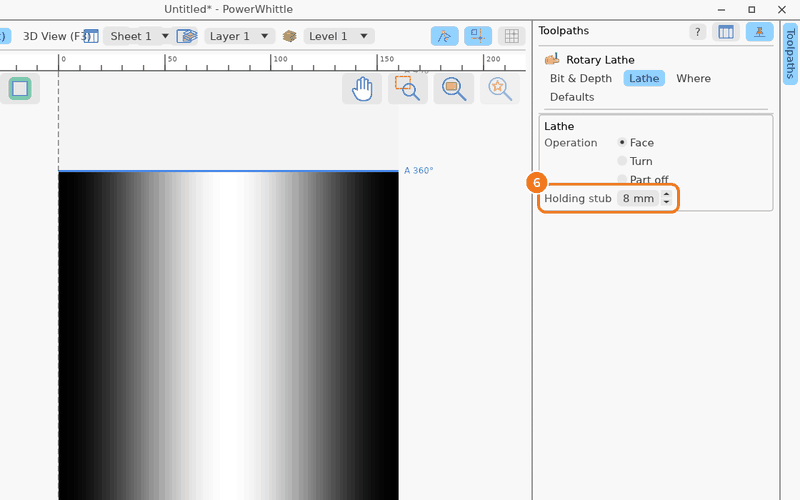 Untitled* - PowerWhittle
3D View (F3)
Sheet 1
Layer 1
Level 1
0
50
100
150
200
A 360°
Toolpaths
?
Toolpaths
Rotary Lathe
Bit & Depth
Lathe
Where
Defaults
Lathe
Operation
Face
Turn
Part off
6
Holding stub
8 mm